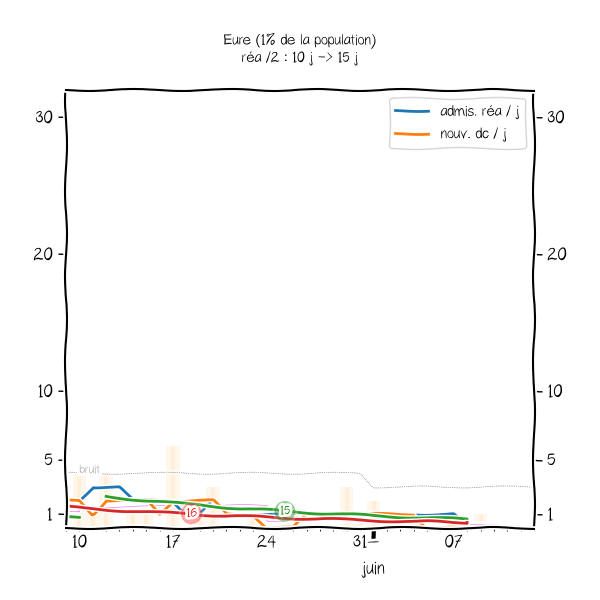 Eure (1% de la population)
réa /2 : 10 j -> 15 j
admis. réa / j
nouv. dc / j
30
30
20
20
10
10
5
5
bruit
16
15
1
1
10
17
24
31
07
juin